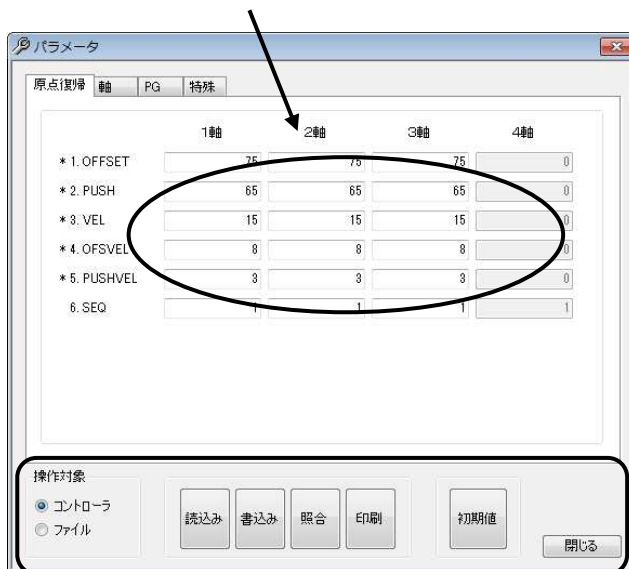 パラメータ
原点復帰 軸 PG 特殊
1軸 2軸 3軸 4軸
* 1. OFFSET 75 75 75 0
* 2. PUSH 65 65 65 0
* 3. VEL 15 15 15 0
* 4. OFSVEL 8 8 8 0
* 5. PUSHVEL 3 3 3 0
6. SEQ 1 1 1 1
操作対象
コントローラ
ファイル
読込み 書込み 照合 印刷 初期値
閉じる